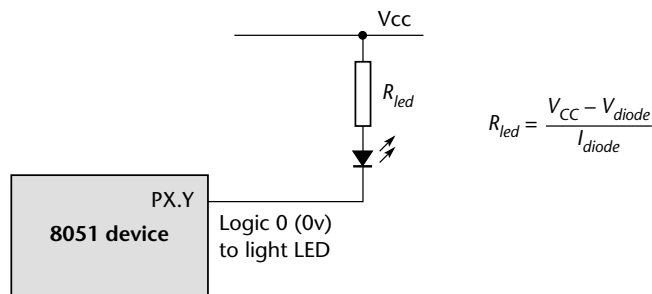 Vcc
R_led
R_led = (V_CC – V_diode) / I_diode
PX.Y
8051 device
Logic 0 (0v)
to light LED